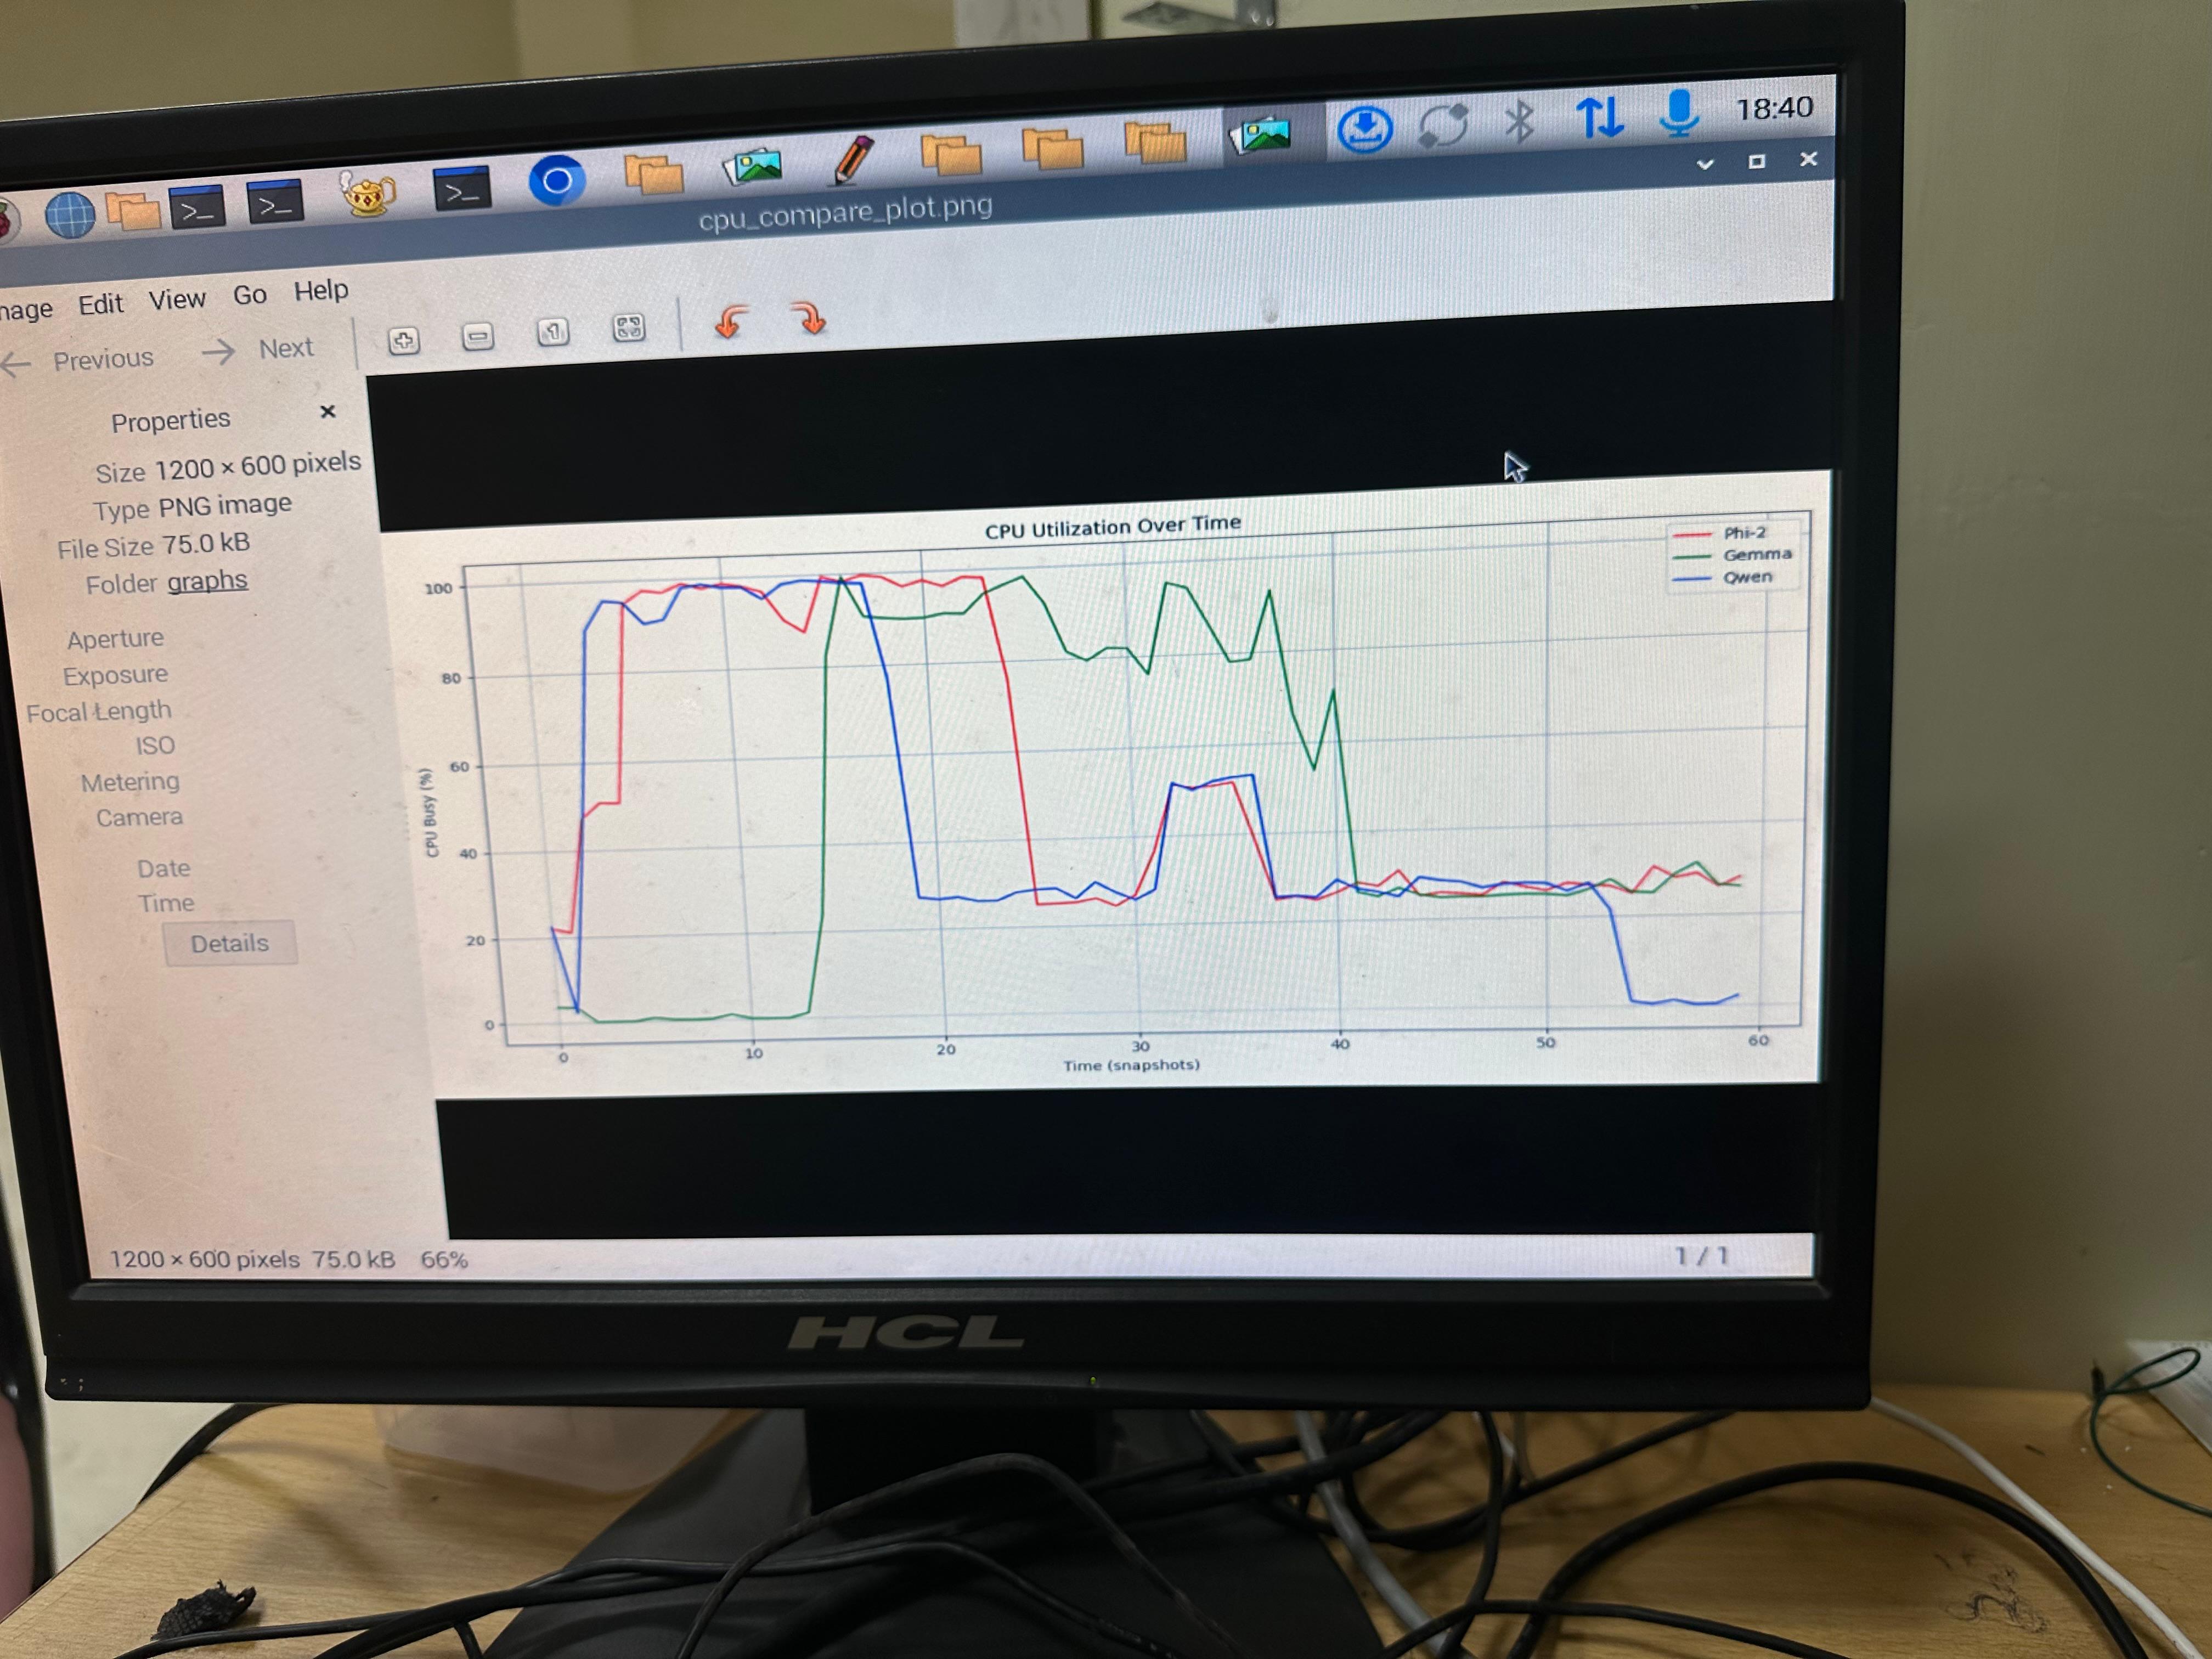 18:40
cpu_compare_plot.png
Edit View Go Help
Previous Next
Properties
Size 1200 × 600 pixels
Type PNG image
File Size 75.0 kB
Folder graphs
Aperture
Exposure
Focal Length
ISO
Metering
Camera
Date
Time
Details
CPU Utilization Over Time
Phi-2
Gemma
Qwen
100
80
60
40
20
0
CPU Busy (%)
0 10 20 30 40 50 60
Time (snapshots)
1200 × 600 pixels 75.0 kB 66%
1 / 1
HCL